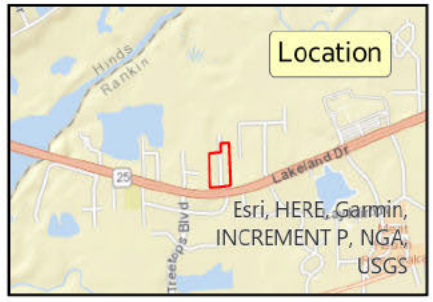 Location
Hinds
Rankin
25
Lakeland Dr
Treetops Blvd
Esri, HERE, Garmin,
INCREMENT P, NGA,
USGS